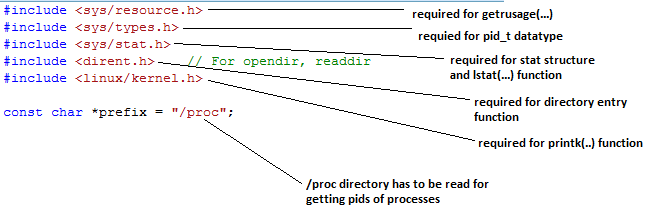 #include <sys/resource.h>
required for getrusage(...)
#include <sys/types.h>
required for pid_t datatype
#include <sys/stat.h>
required for stat structure
and lstat(...) function
#include <dirent.h> // For opendir, readdir
#include <linux/kernel.h>
required for directory entry
function
const char *prefix = "/proc";
required for printk(..) function
/proc directory has to be read for
getting pids of processes